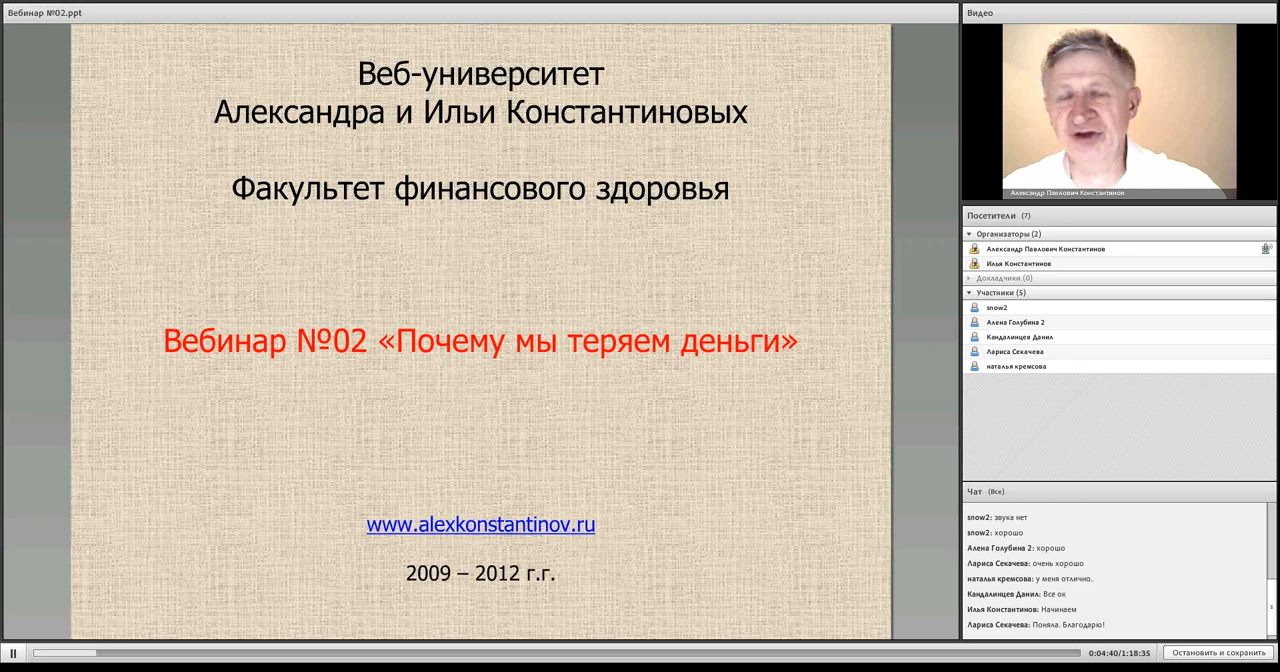 Вебинар №02.ppt
Веб-университет
Александра и Ильи Константиновых
Факультет финансового здоровья
Вебинар №02 «Почему мы теряем деньги»
www.alexkonstantinov.ru
2009 – 2012 г.г.
Видео
Александр Павлович Константинов
Посетители (7)
Организаторы (2)
Александр Павлович Константинов
Илья Константинов
Докладчики (0)
Участники (5)
snow2
Алена Голубина 2
Кандалинцев Данил
Лариса Секачева
наталья кремсова
Чат (Все)
snow2: звука нет
snow2: хорошо
Алена Голубина 2: хорошо
Лариса Секачева: очень хорошо
наталья кремсова: у меня отлично..
Кандалинцев Данил: Все ок
Илья Константинов: Начинаем
Лариса Секачева: Поняла. Благодарю!
0:04:40/1:18:35
Остановить и сохранить